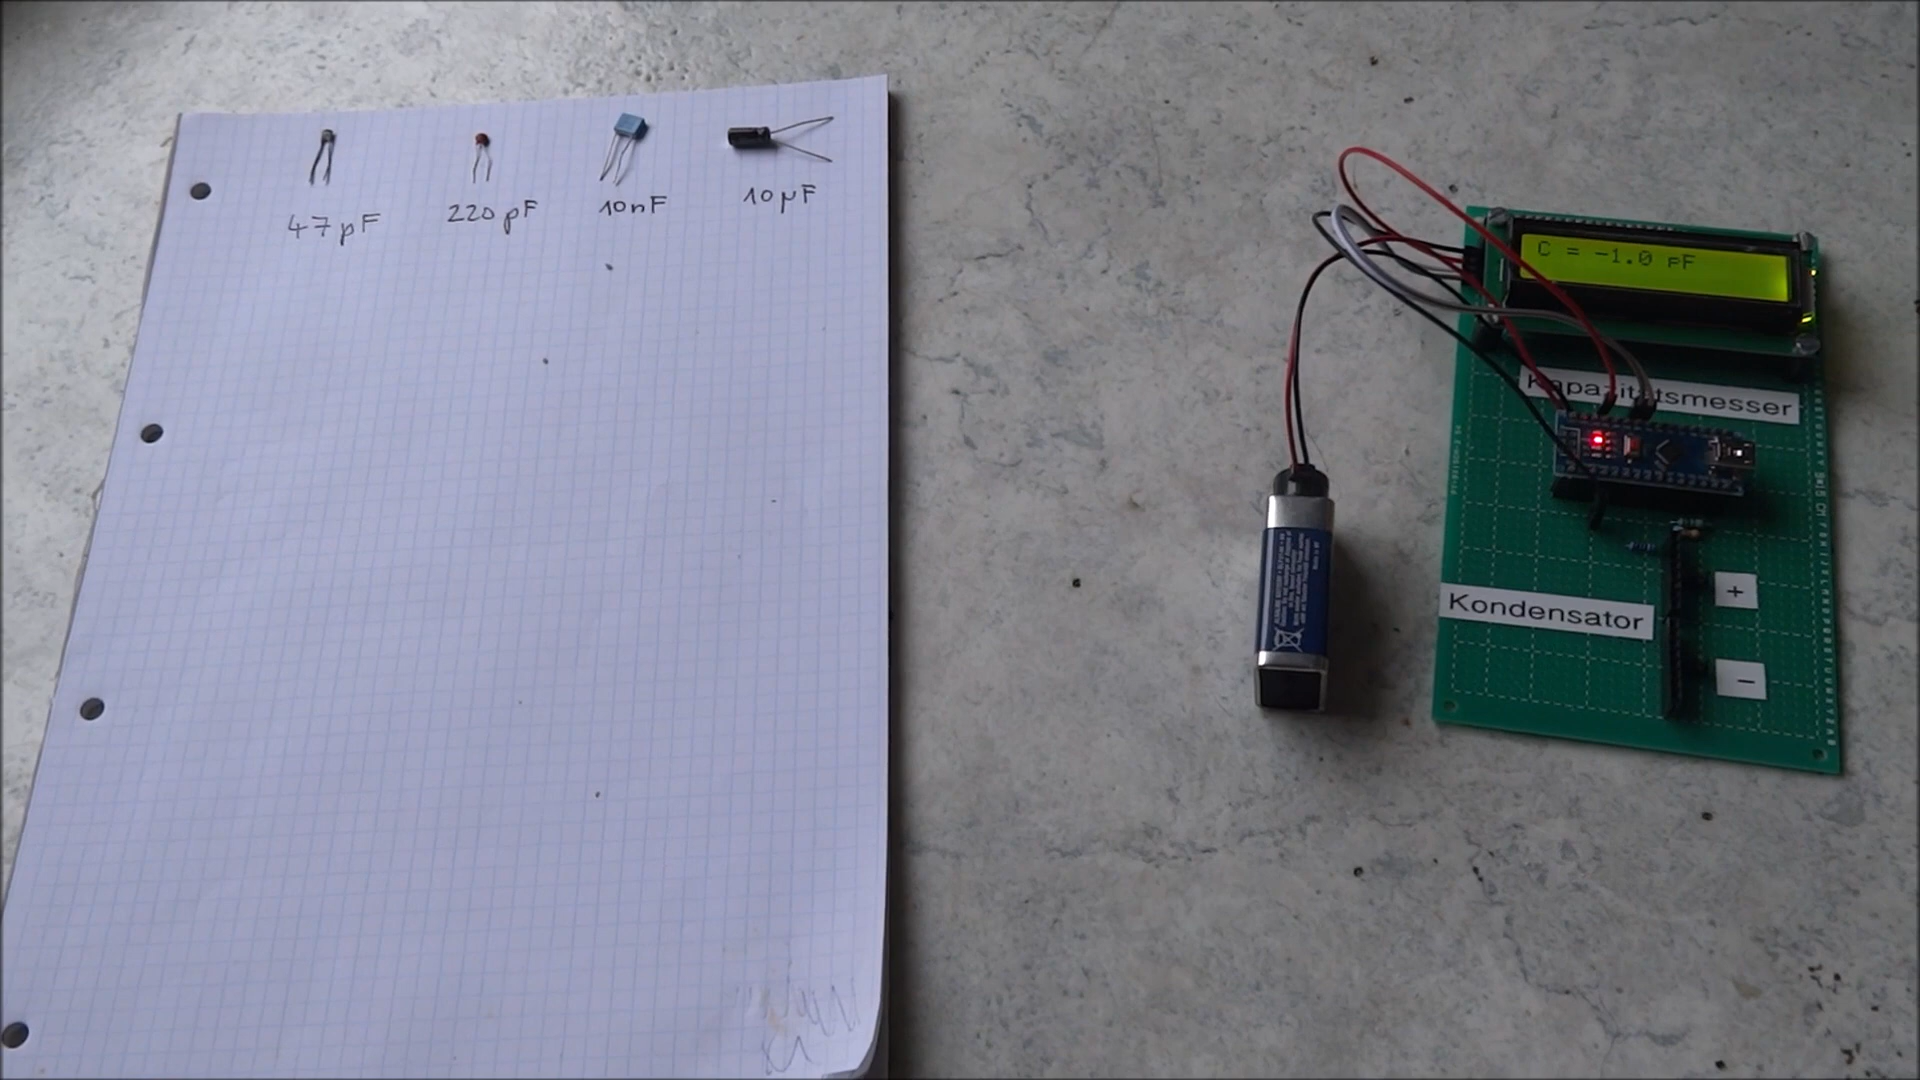 47pF
220pF
10nF
10µF
C = -1.0 pF
Kapazitätsmesser
Kondensator
+
−